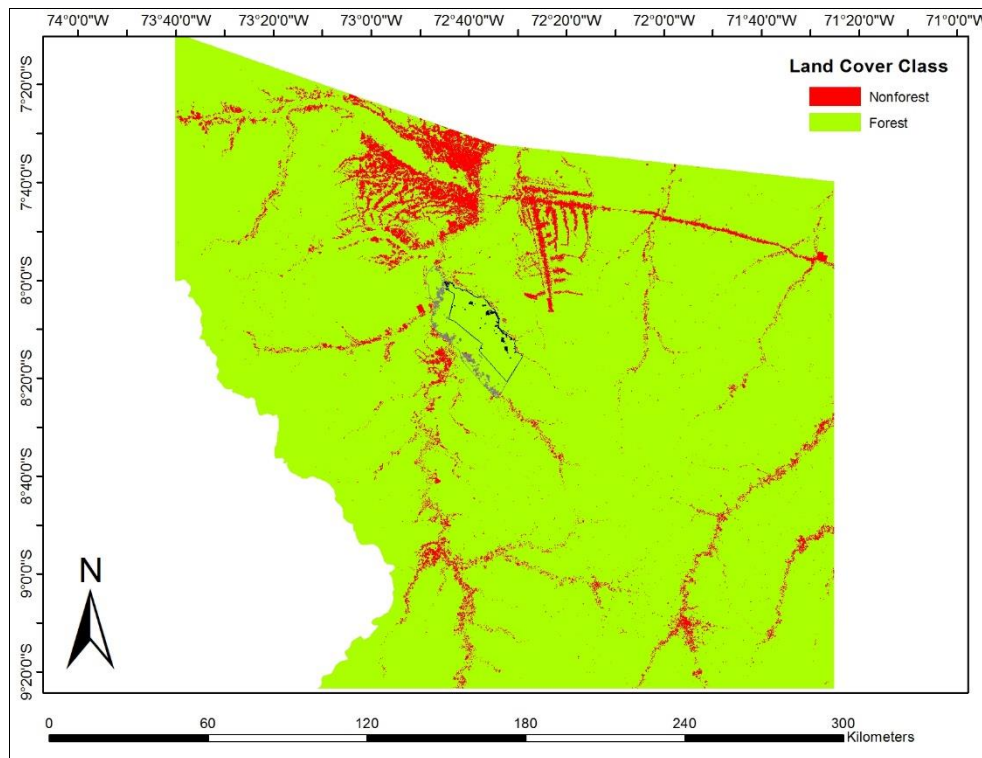 74°0'0"W 73°40'0"W 73°20'0"W 73°0'0"W 72°40'0"W 72°20'0"W 72°0'0"W 71°40'0"W 71°20'0"W 71°0'0"W
Land Cover Class
Nonforest
Forest
7°20'0"S
7°40'0"S
8°0'0"S
8°20'0"S
8°40'0"S
9°0'0"S
9°20'0"S
N
0 60 120 180 240 300
Kilometers